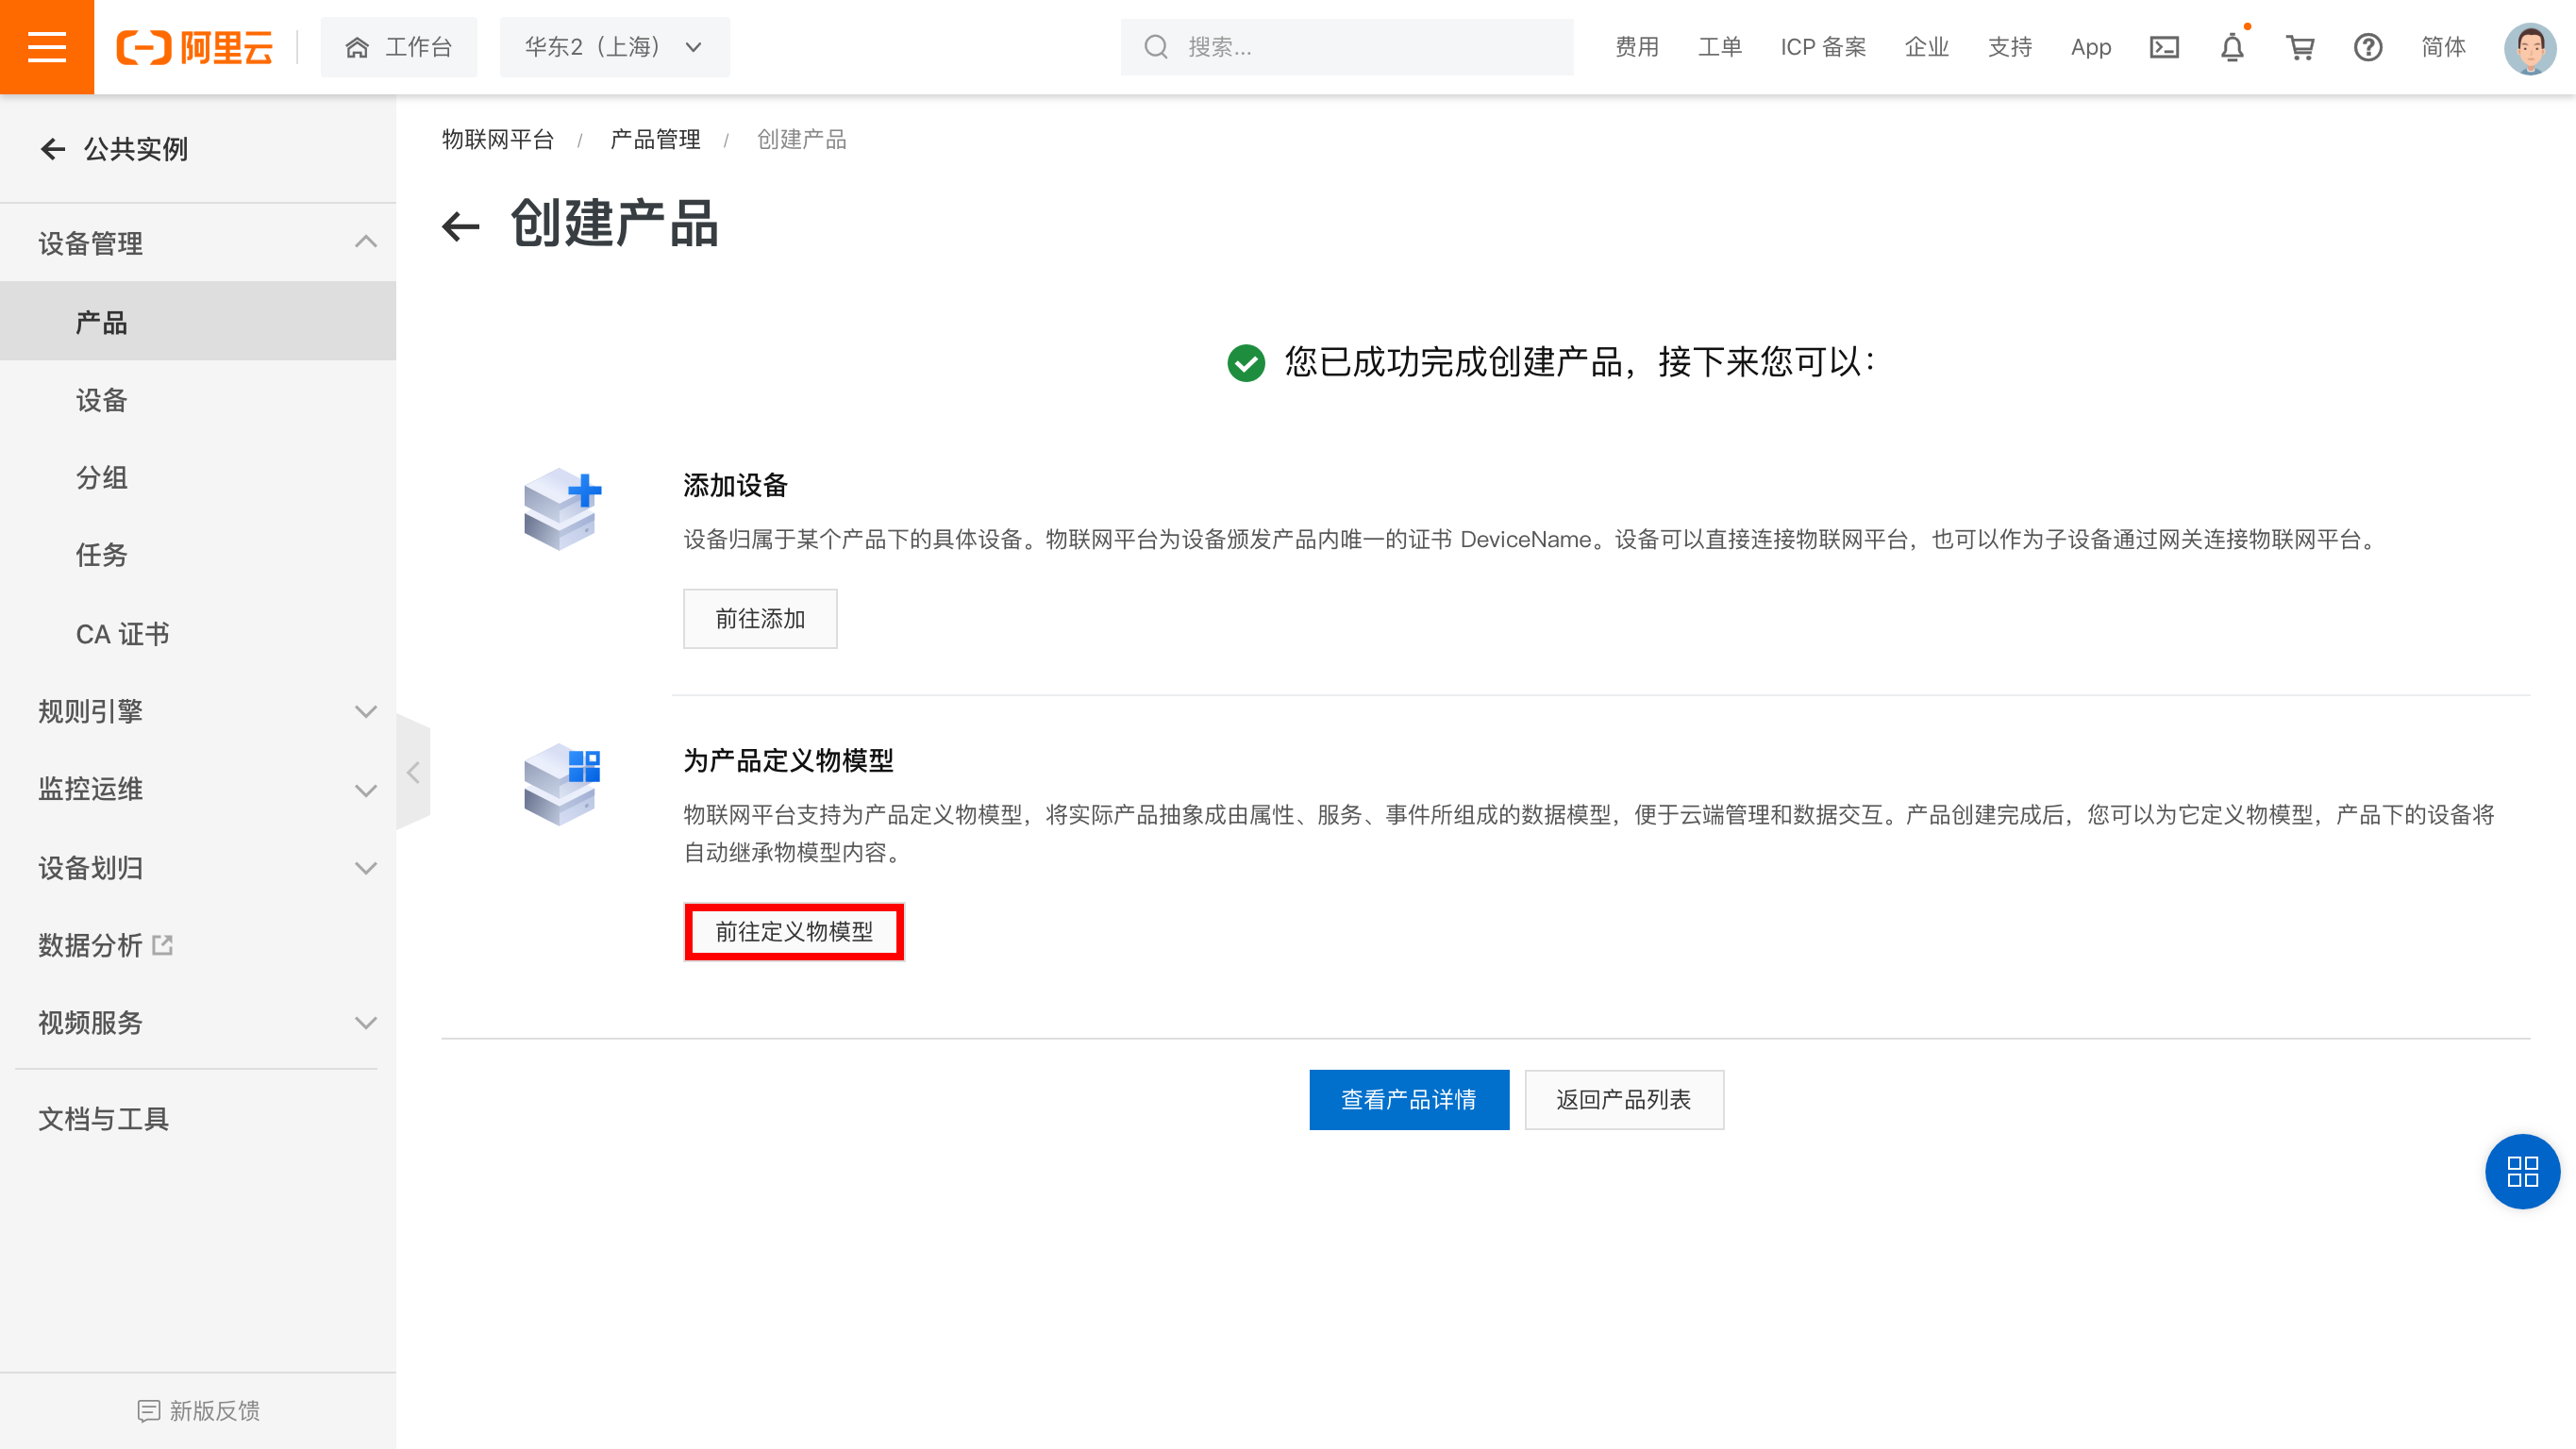 阿里云
工作台
华东2（上海）
搜索...
费用
工单
ICP 备案
企业
支持
App
简体
公共实例
设备管理
产品
设备
分组
任务
CA 证书
规则引擎
监控运维
设备划归
数据分析
视频服务
文档与工具
新版反馈
物联网平台 / 产品管理 / 创建产品
创建产品
您已成功完成创建产品，接下来您可以：
添加设备
设备归属于某个产品下的具体设备。物联网平台为设备颁发产品内唯一的证书 DeviceName。设备可以直接连接物联网平台，也可以作为子设备通过网关连接物联网平台。
前往添加
为产品定义物模型
物联网平台支持为产品定义物模型，将实际产品抽象成由属性、服务、事件所组成的数据模型，便于云端管理和数据交互。产品创建完成后，您可以为它定义物模型，产品下的设备将
自动继承物模型内容。
前往定义物模型
查看产品详情
返回产品列表